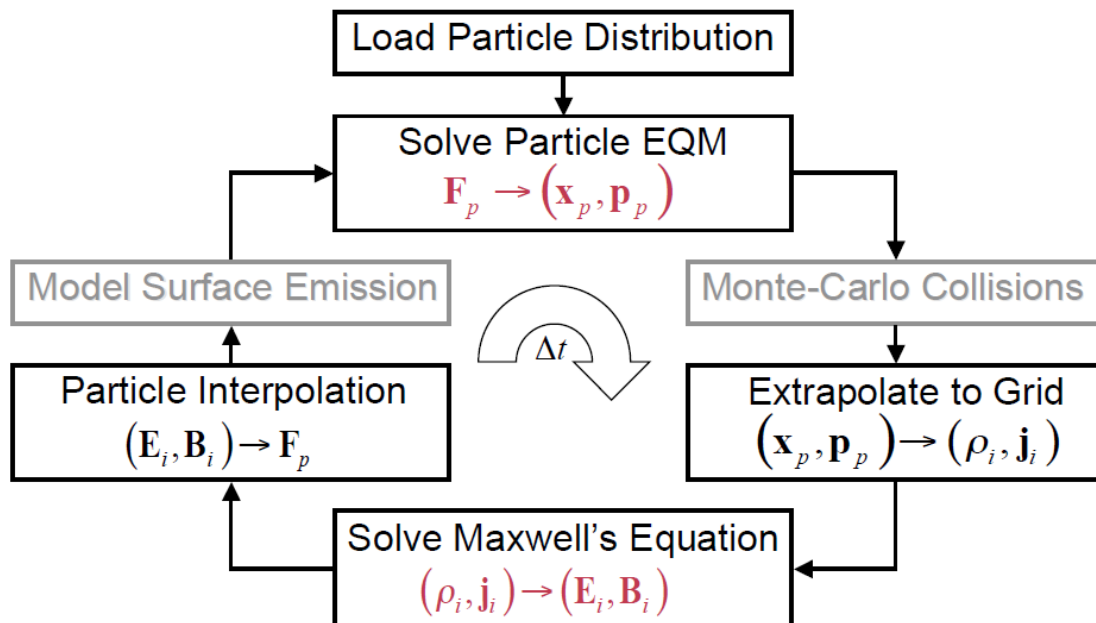 Load Particle Distribution
Solve Particle EQM
F_p → (x_p, p_p)
Model Surface Emission
Monte-Carlo Collisions
Δt
Particle Interpolation
(E_i, B_i) → F_p
Extrapolate to Grid
(x_p, p_p) → (ρ_i, j_i)
Solve Maxwell's Equation
(ρ_i, j_i) → (E_i, B_i)